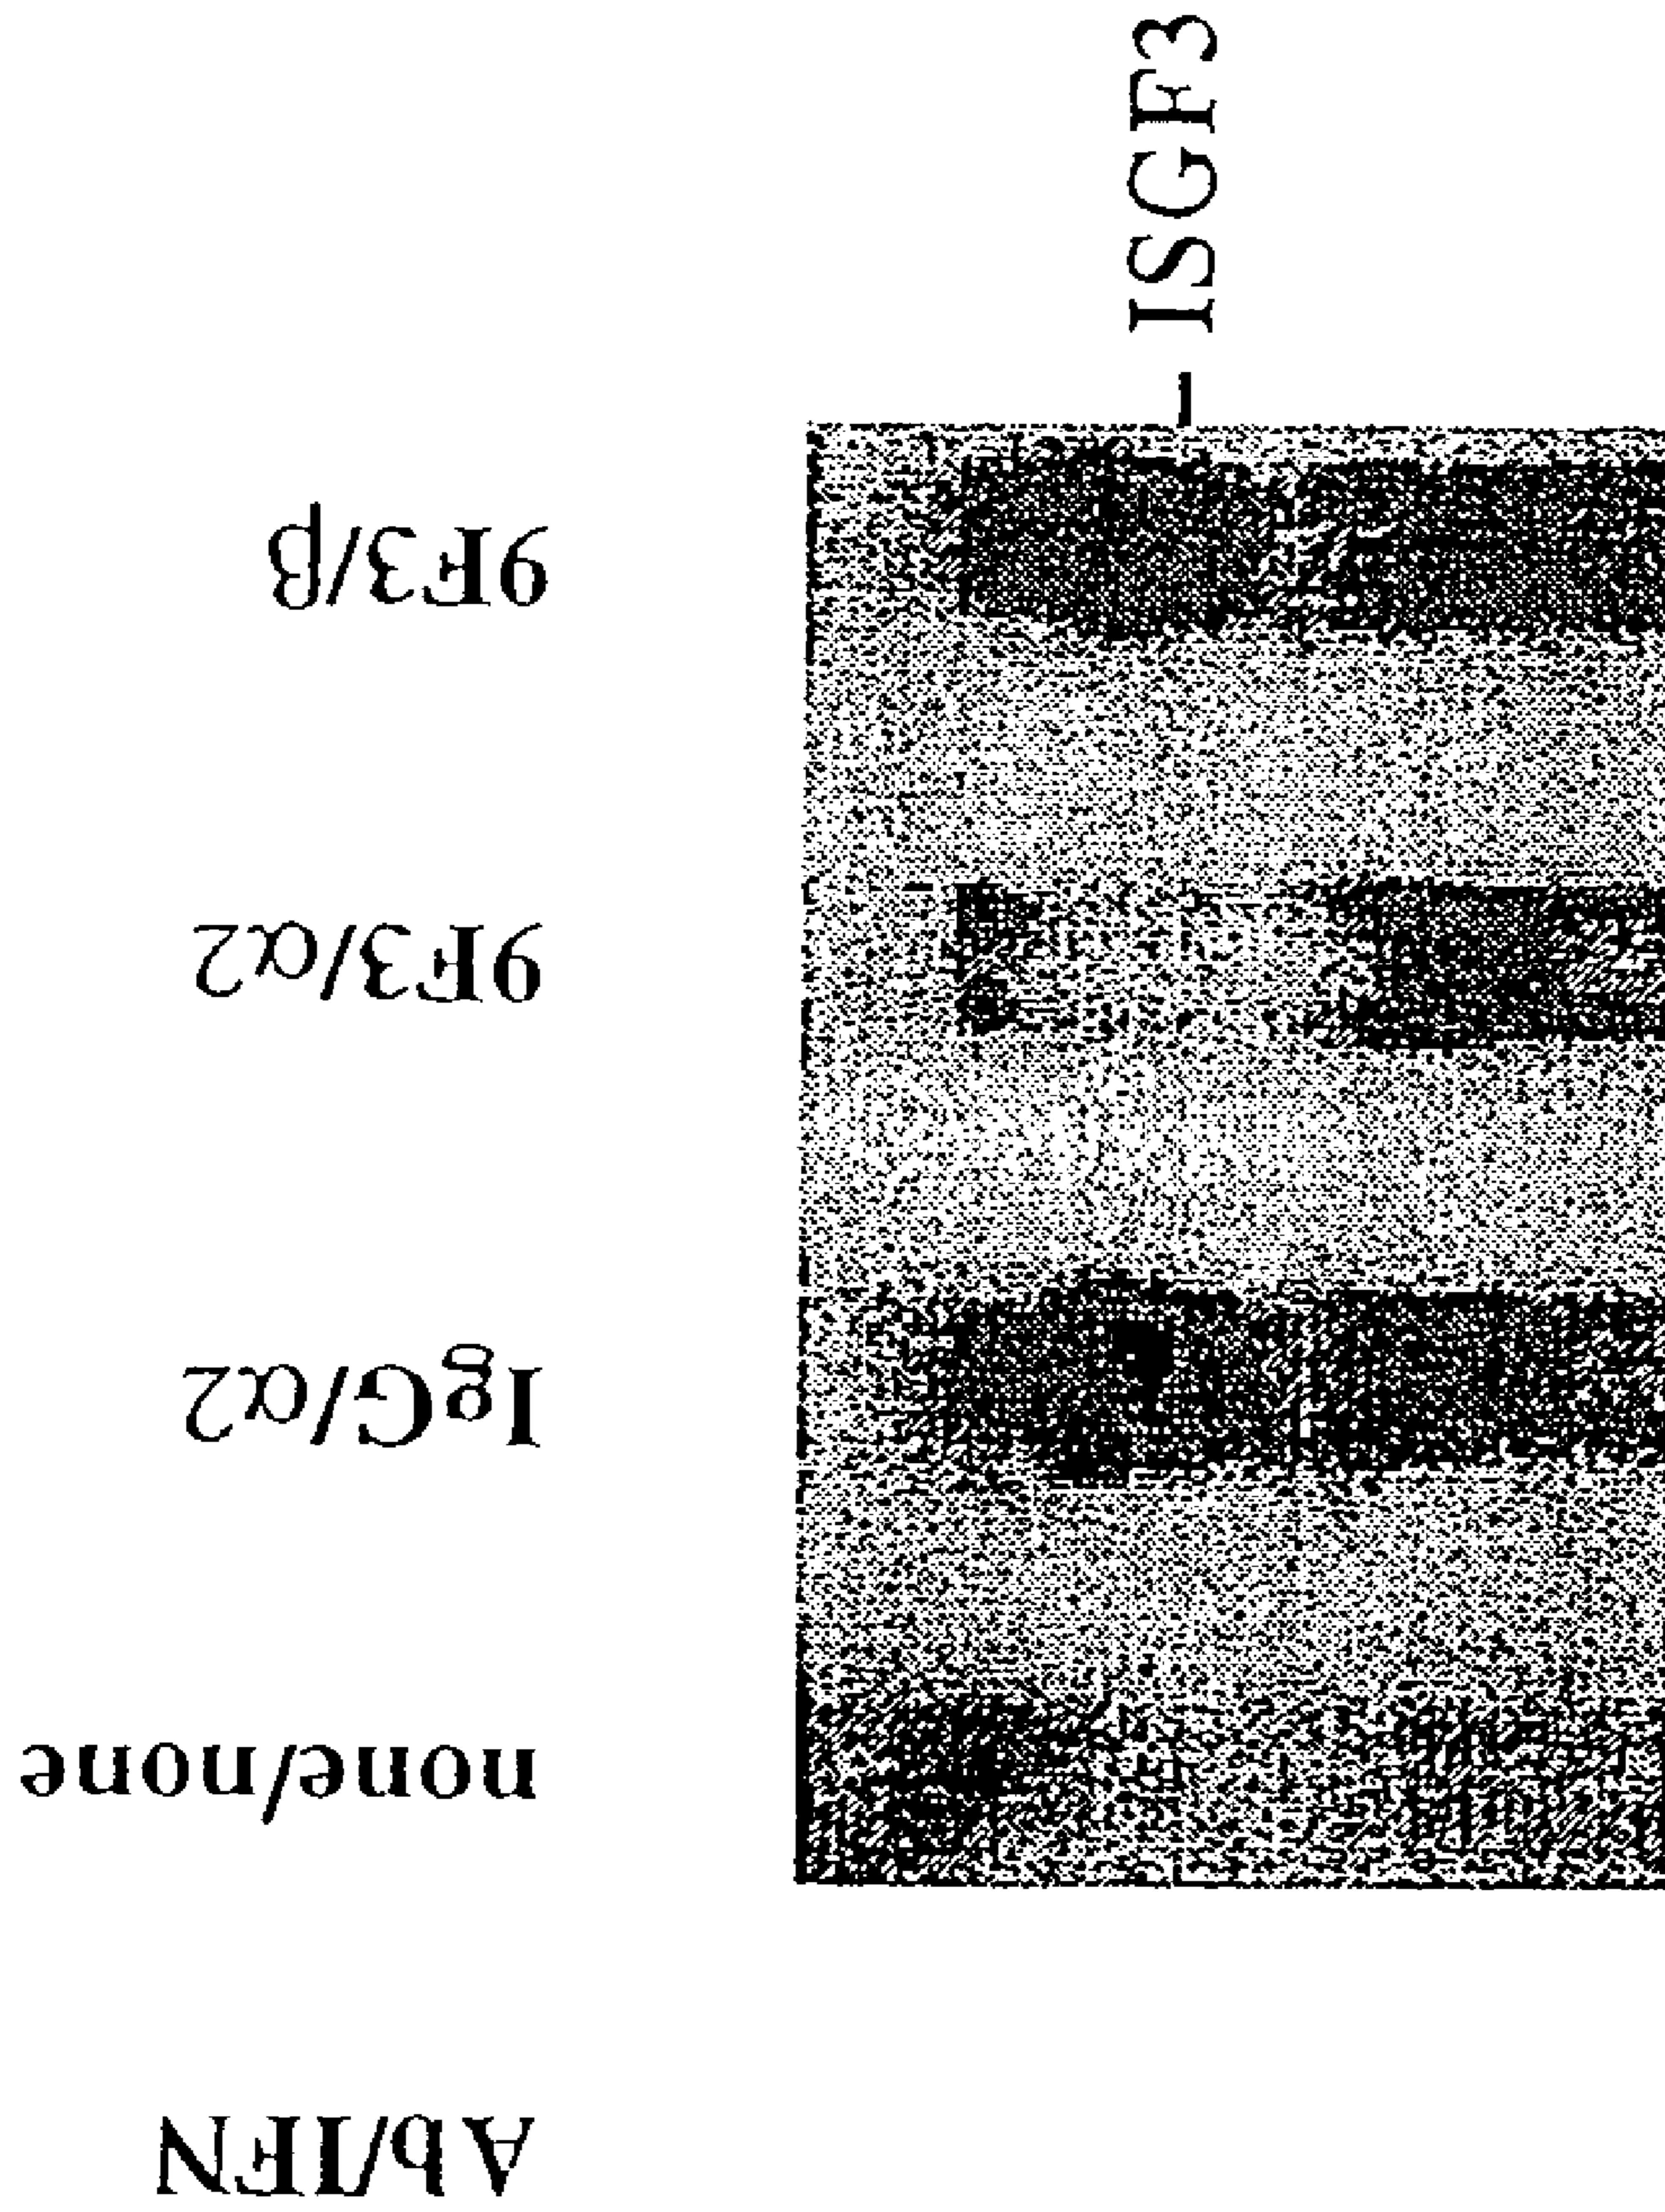 Ab/IFN
none/none
IgG/α2
9F3/α2
9F3/β
- ISGF3